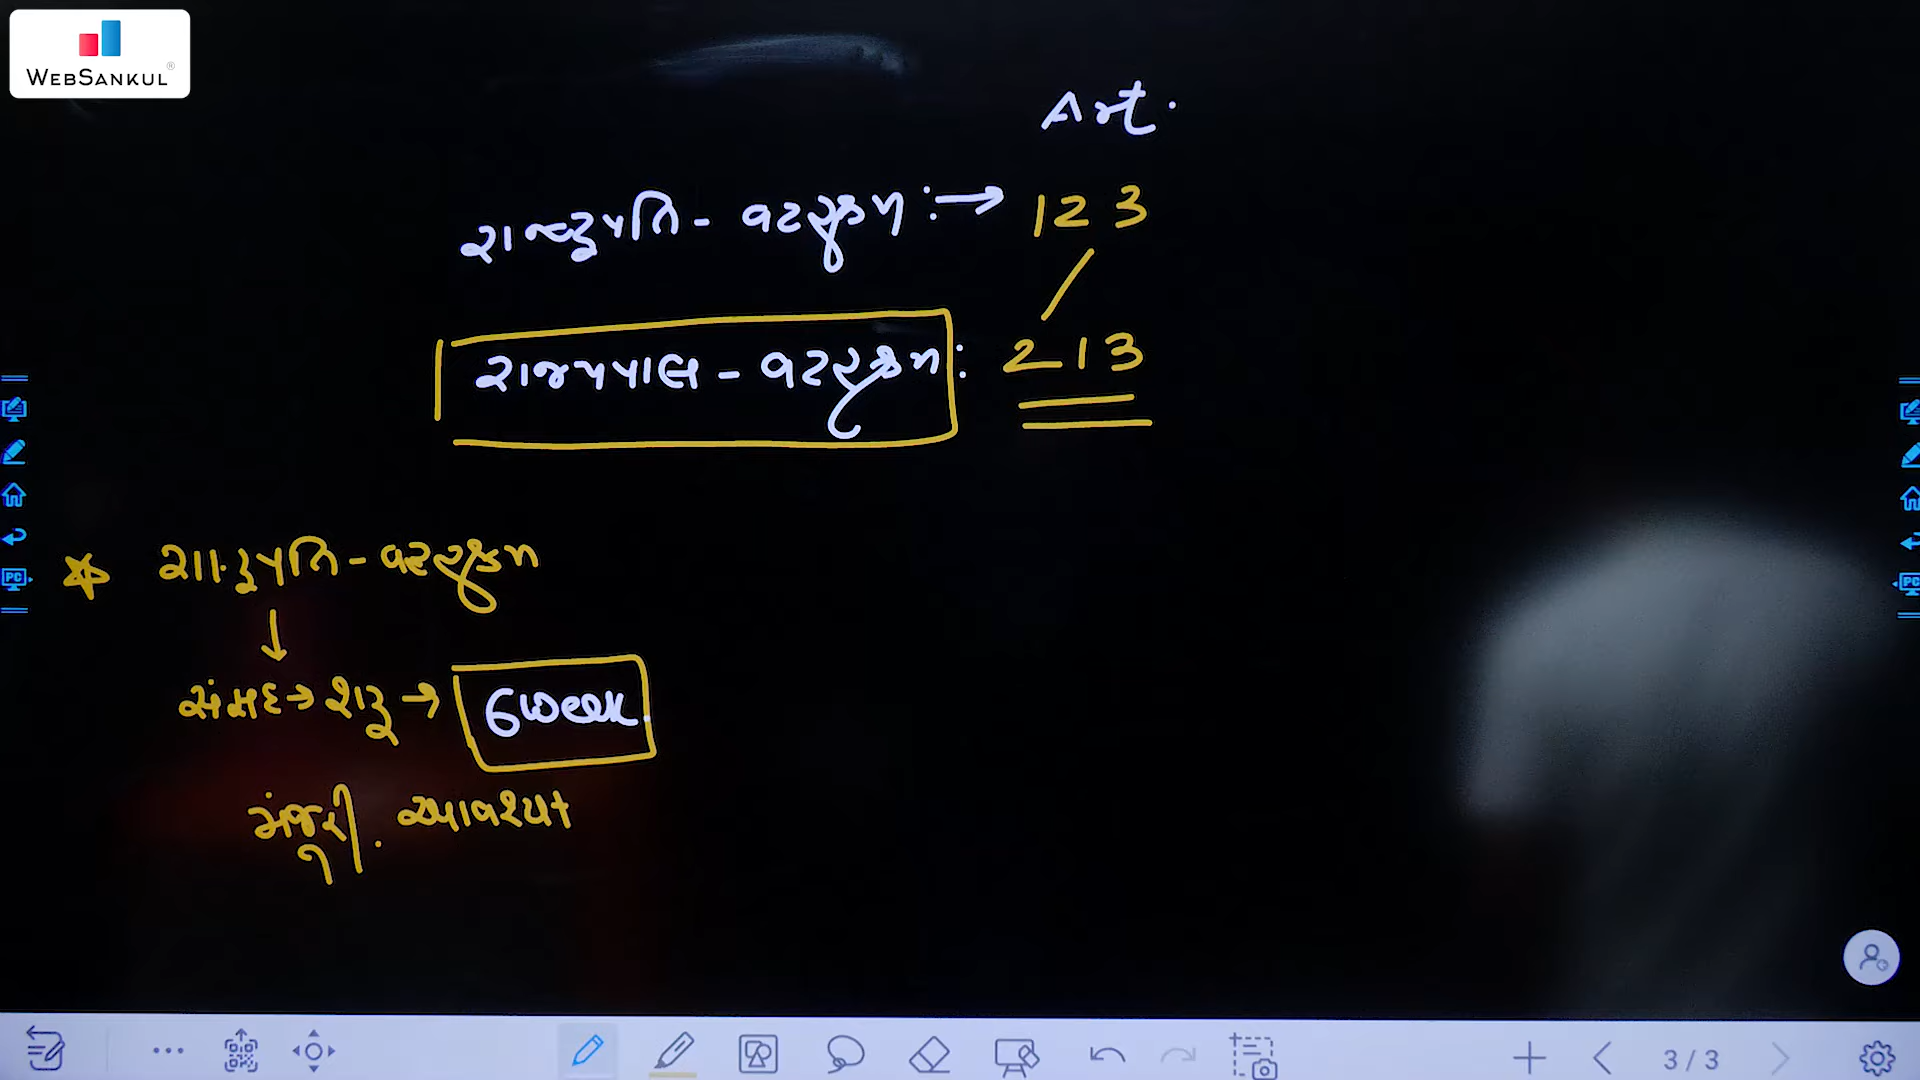 WEBSANKUL
Art.
રાષ્ટ્રપતિ - વટહુકમ :→ 123
રાજ્યપાલ - વટહુકમ : 213
રાષ્ટ્રપતિ - વટહુકમ
સંસદ → શરૂ → 6 week.
મંજૂરી. આવશ્યક
3 / 3